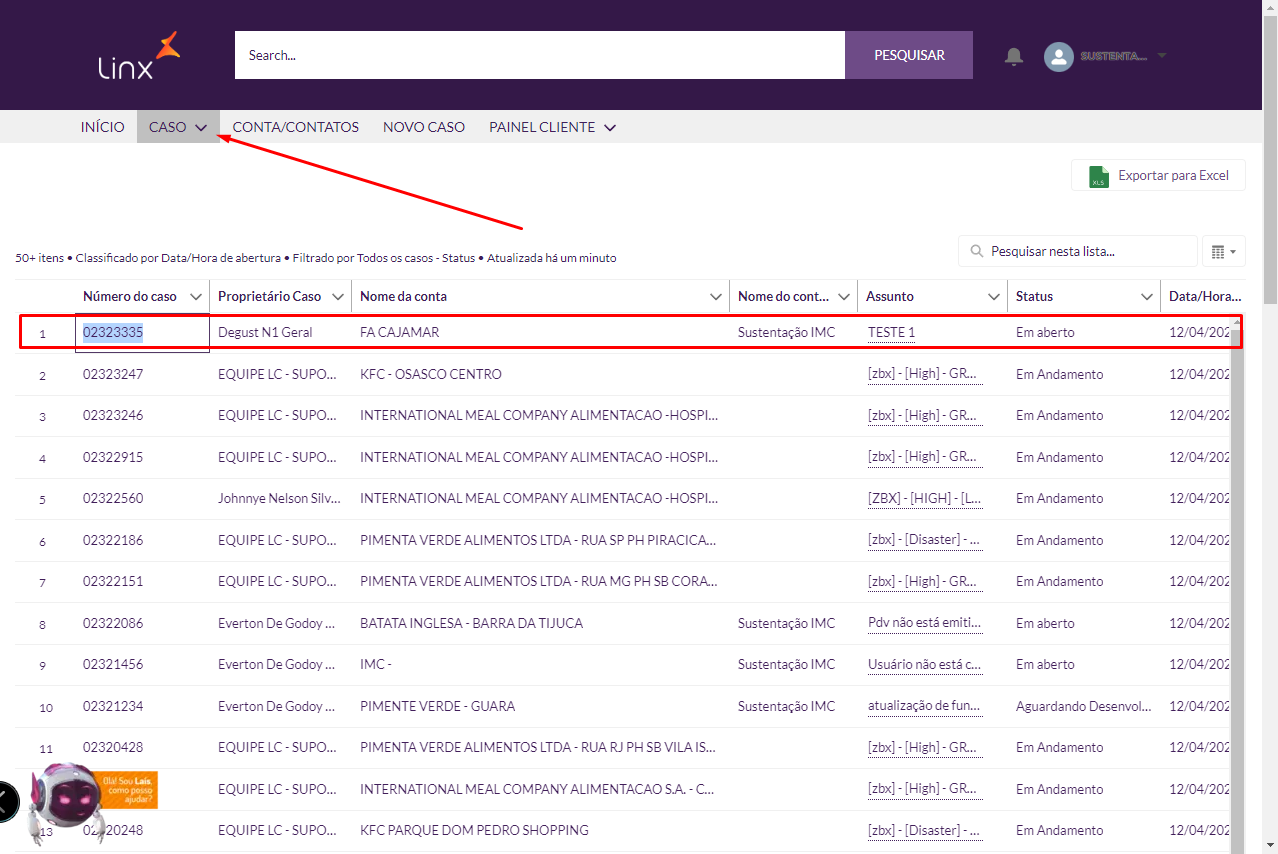 linx
Search...
PESQUISAR
SUSTENTA...
INÍCIO CASO CONTA/CONTATOS NOVO CASO PAINEL CLIENTE
XLS Exportar para Excel
50+ itens • Classificado por Data/Hora de abertura • Filtrado por Todos os casos - Status • Atualizada há um minuto
Pesquisar nesta lista...
Número do caso Proprietário Caso Nome da conta Nome do cont... Assunto Status Data/Hora...
1 02323335 Degust N1 Geral FA CAJAMAR Sustentação IMC TESTE 1 Em aberto 12/04/202
2 02323247 EQUIPE LC - SUPO... KFC - OSASCO CENTRO [zbx] - [High] - GR... Em Andamento 12/04/202
3 02323246 EQUIPE LC - SUPO... INTERNATIONAL MEAL COMPANY ALIMENTACAO -HOSPI... [zbx] - [High] - GR... Em Andamento 12/04/202
4 02322915 EQUIPE LC - SUPO... INTERNATIONAL MEAL COMPANY ALIMENTACAO -HOSPI... [zbx] - [High] - GR... Em Andamento 12/04/202
5 02322560 Johnnye Nelson Silv... INTERNATIONAL MEAL COMPANY ALIMENTACAO -HOSPI... [ZBX] - [HIGH] - [L... Em Andamento 12/04/202
6 02322186 EQUIPE LC - SUPO... PIMENTA VERDE ALIMENTOS LTDA - RUA SP PH PIRACICA... [zbx] - [Disaster] - ... Em Andamento 12/04/202
7 02322151 EQUIPE LC - SUPO... PIMENTA VERDE ALIMENTOS LTDA - RUA MG PH SB CORA... [zbx] - [High] - GR... Em Andamento 12/04/202
8 02322086 Everton De Godoy ... BATATA INGLESA - BARRA DA TIJUCA Sustentação IMC Pdv não está emiti... Em aberto 12/04/202
9 02321456 Everton De Godoy ... IMC - Sustentação IMC Usuário não está c... Em aberto 12/04/202
10 02321234 Everton De Godoy ... PIMENTE VERDE - GUARA Sustentação IMC atualização de fun... Aguardando Desenvol... 12/04/202
11 02320428 EQUIPE LC - SUPO... PIMENTA VERDE ALIMENTOS LTDA - RUA RJ PH SB VILA IS... [zbx] - [High] - GR... Em Andamento 12/04/202
Olá! Sou Laís,
como posso
ajudar?
EQUIPE LC - SUPO... INTERNATIONAL MEAL COMPANY ALIMENTACAO S.A. - C... [zbx] - [High] - GR... Em Andamento 12/04/202
13 EQUIPE LC - SUPO... KFC PARQUE DOM PEDRO SHOPPING [zbx] - [Disaster] - ... Em Andamento 12/04/202